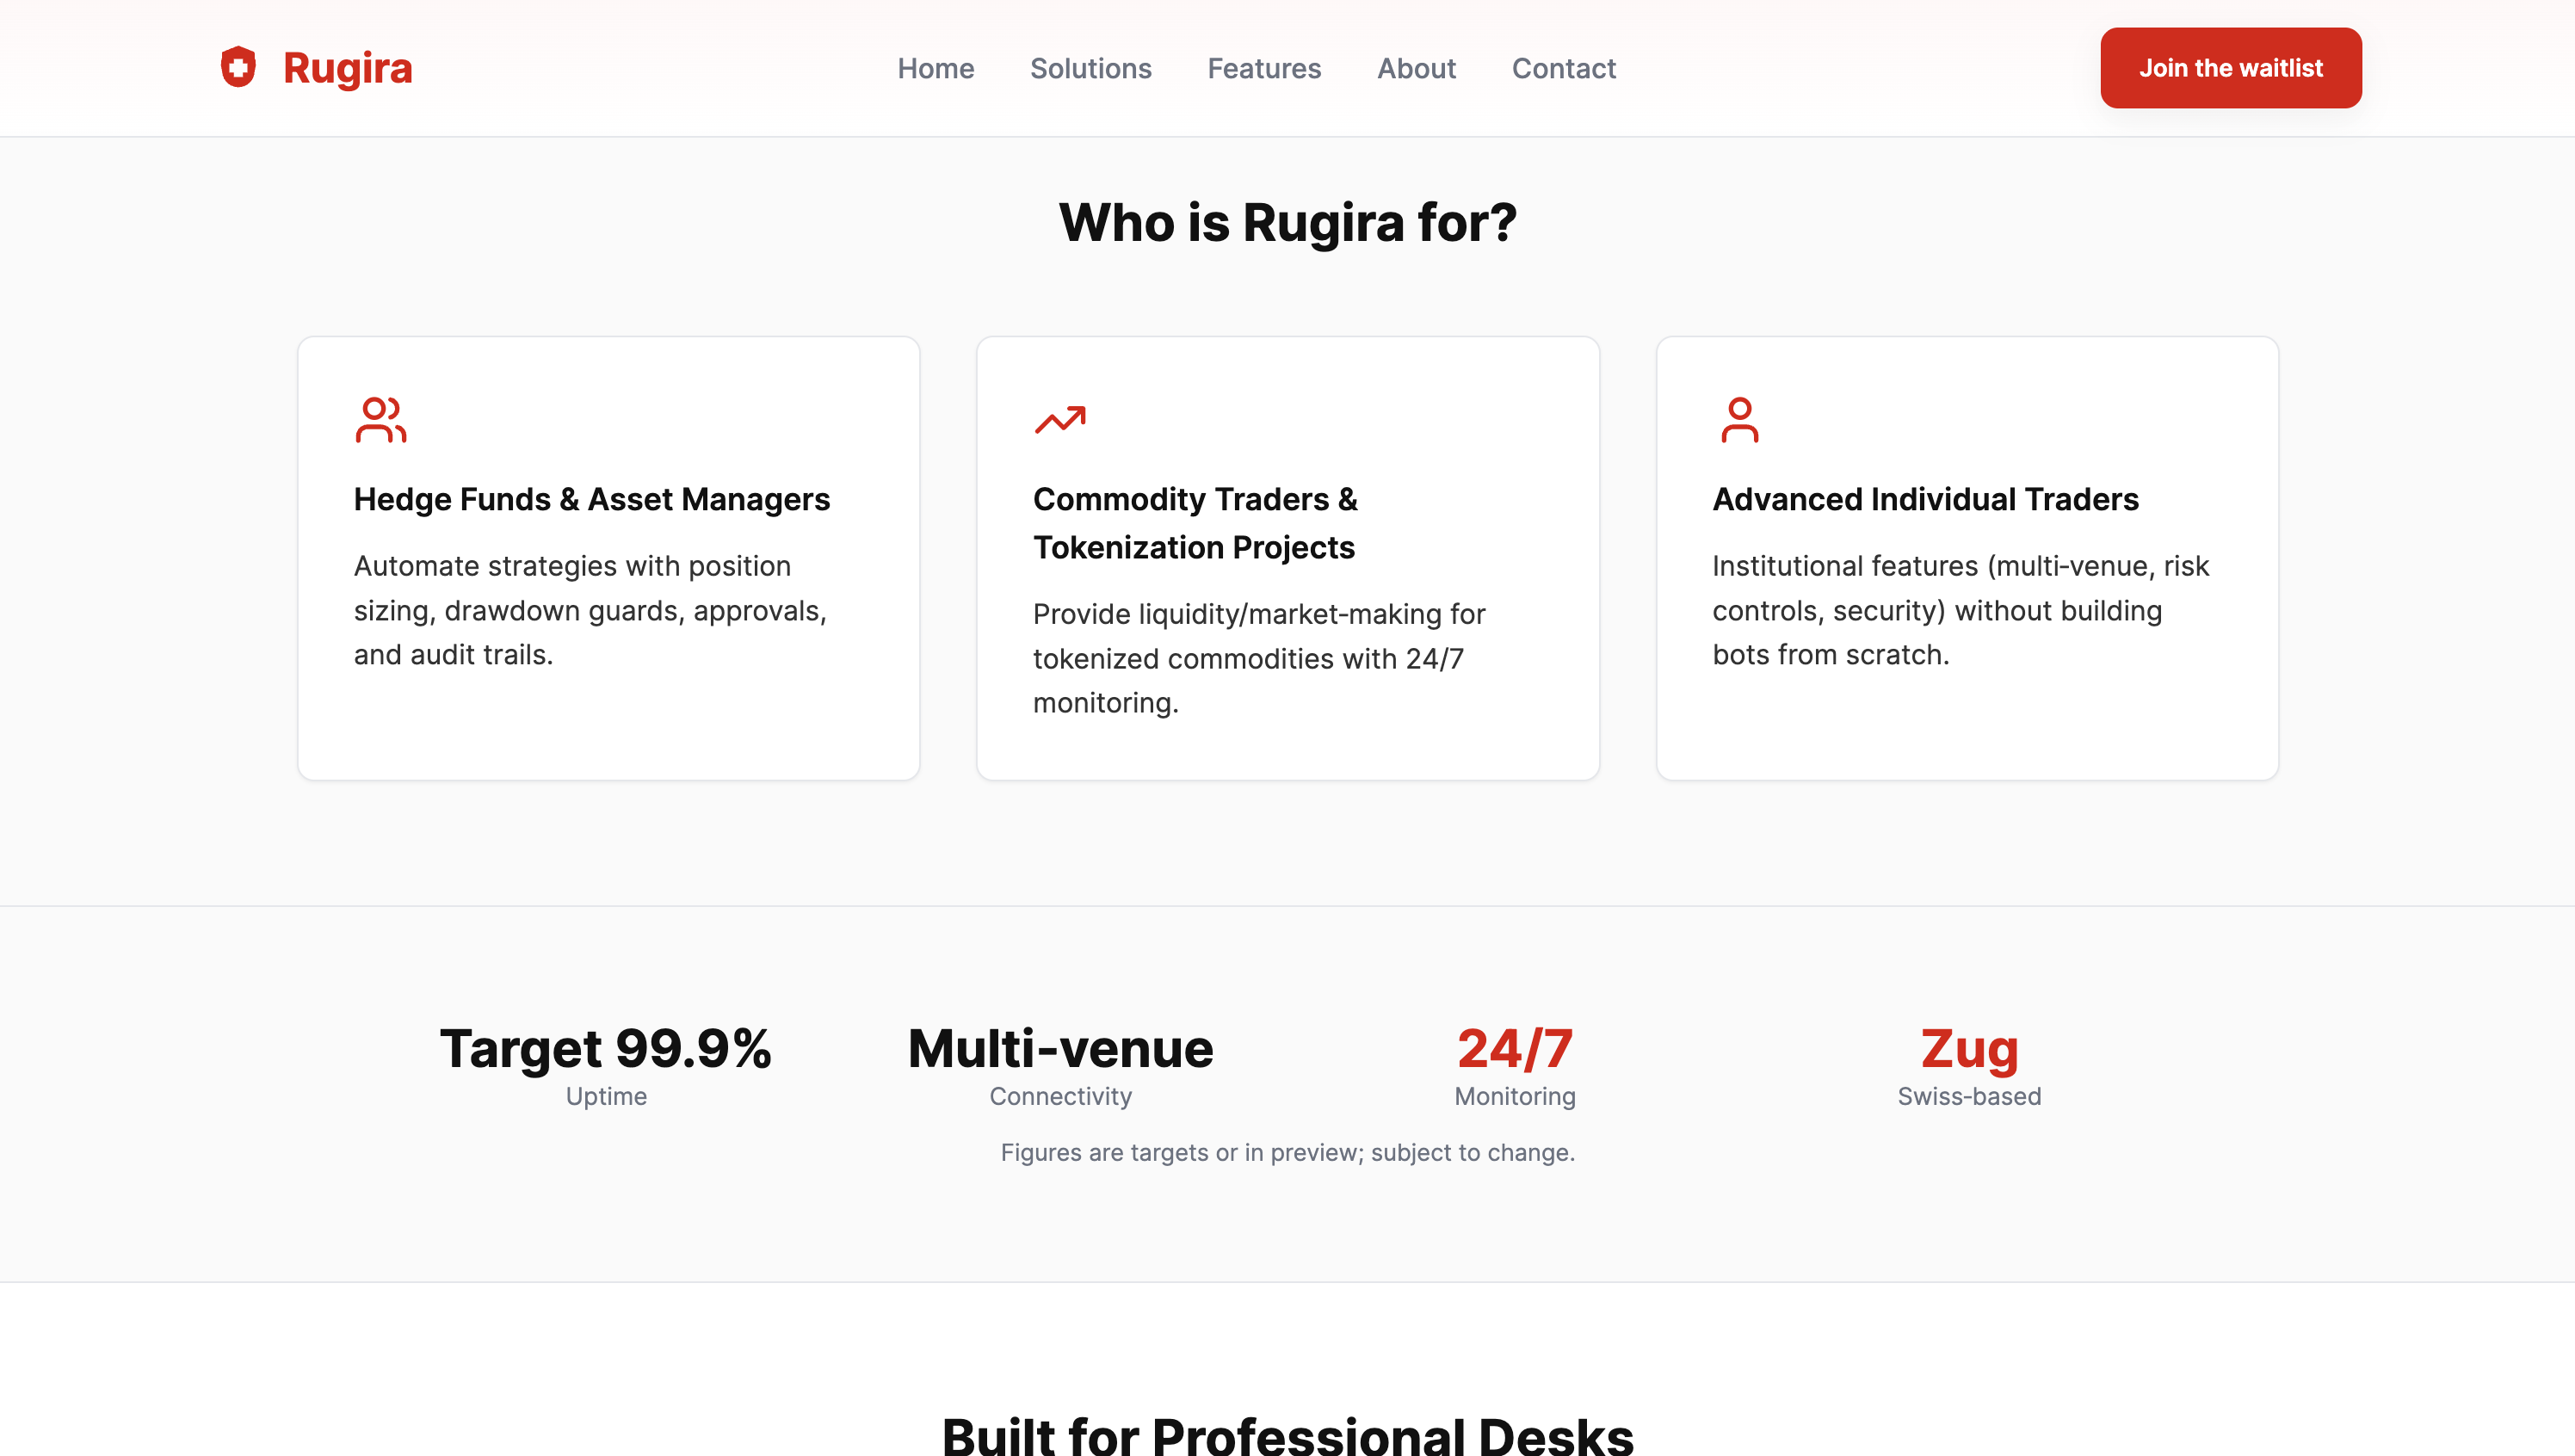 Rugira
Home
Solutions
Features
About
Contact
Join the waitlist
Who is Rugira for?
Hedge Funds & Asset Managers
Automate strategies with position
sizing, drawdown guards, approvals,
and audit trails.
Commodity Traders &
Tokenization Projects
Provide liquidity/market-making for
tokenized commodities with 24/7
monitoring.
Advanced Individual Traders
Institutional features (multi-venue, risk
controls, security) without building
bots from scratch.
Target 99.9%
Uptime
Multi-venue
Connectivity
24/7
Monitoring
Zug
Swiss-based
Figures are targets or in preview; subject to change.
Built for Professional Desks